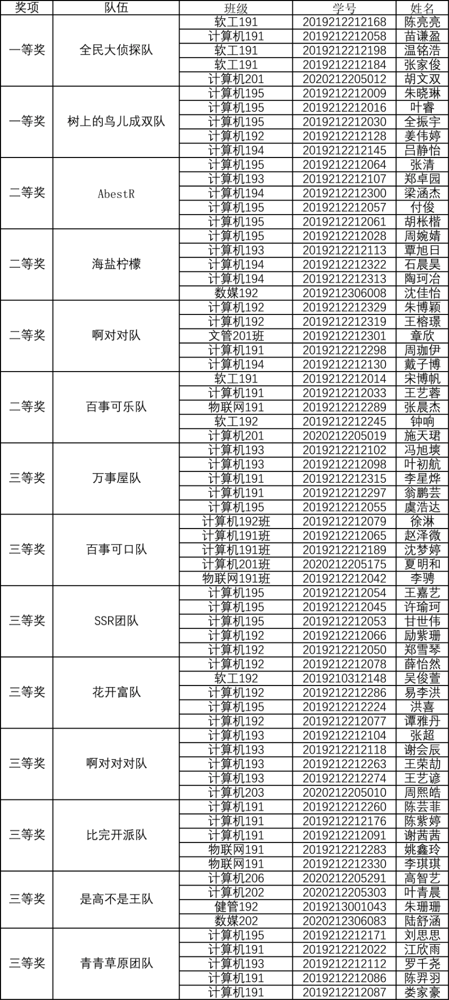 奖项 队伍 班级 学号 姓名
一等奖 全民大侦探队 软工191 2019212212168 陈亮亮
计算机191 2019212212058 苗谦盈
软工191 2019212212198 温铭浩
软工191 2019212212184 张家俊
计算机201 2020212205012 胡文双
一等奖 树上的鸟儿成双队 计算机195 2019212212009 朱晓琳
计算机195 2019212212016 叶睿
计算机195 2019212212030 全振宇
计算机192 2019212212128 姜伟婷
计算机194 2019212212145 吕静怡
二等奖 AbestR 计算机195 2019212212064 张清
计算机193 2019212212107 郑卓园
计算机194 2019212212300 梁涵杰
计算机195 2019212212057 付俊
计算机195 2019212212061 胡枨楷
二等奖 海盐柠檬 计算机195 2019212212028 周婉婧
计算机193 2019212212113 覃旭日
计算机194 2019212212322 石晨昊
计算机194 2019212212313 陶珂冶
数媒192 2019212306008 沈佳怡
二等奖 啊对对队 计算机192 2019212212329 朱博颖
计算机192 2019212212319 王榕璟
文管201班 2019212212301 章欣
计算机191 2019212212298 周珈伊
计算机194 2019212212130 戴子博
二等奖 百事可乐队 软工191 2019212212014 宋博帆
计算机191 2019212212033 王艺蓉
物联网191 2019212212289 张晨杰
软工192 2019212212245 钟响
计算机201 2020212205019 施天珺
三等奖 万事屋队 计算机193 2019212212102 冯旭塽
计算机193 2019212212098 叶初航
计算机191 2019212212315 李星烨
计算机191 2019212212297 翁鹏芸
计算机195 2019212212055 虞浩达
三等奖 百事可口队 计算机192班 2019212212079 徐淋
计算机191班 2019212212065 赵泽微
计算机191班 2019212212189 沈梦婷
计算机201班 2020212205175 夏明和
物联网191班 2019212212042 李骋
三等奖 SSR团队 计算机195 2019212212054 王嘉艺
计算机195 2019212212045 许瑜珂
计算机195 2019212212053 甘世伟
计算机192 2019212212066 励紫珊
计算机192 2019212212050 郑雪琴
三等奖 花开富队 计算机192 2019212212078 薛怡然
软工192 2019210312148 吴俊萱
计算机192 2019212212286 易李洪
计算机195 2019212212224 洪喜
计算机192 2019212212077 谭雅丹
三等奖 啊对对对队 计算机193 2019212212104 张超
计算机193 2019212212118 谢会辰
计算机193 2019212212263 王荣劼
计算机193 2019212212274 王艺谚
计算机203 2020212205010 周熙皓
三等奖 比完开派队 计算机191 2019212212260 陈芸菲
计算机191 2019212212176 陈紫婷
计算机191 2019212212091 谢茜茜
物联网191 2019212212283 姚鑫玲
物联网191 2019212212330 李琪琪
三等奖 是高不是王队 计算机206 2020212205291 高智艺
计算机202 2020212205303 叶青晨
健管192 2019213001043 朱珊珊
数媒202 2020212306083 陆舒涵
三等奖 青青草原团队 计算机195 2019212212171 刘思思
计算机191 2019212212022 江欣雨
计算机193 2019212212112 罗千尧
计算机191 2019212212086 陈羿羽
计算机191 2019212212087 娄家豪